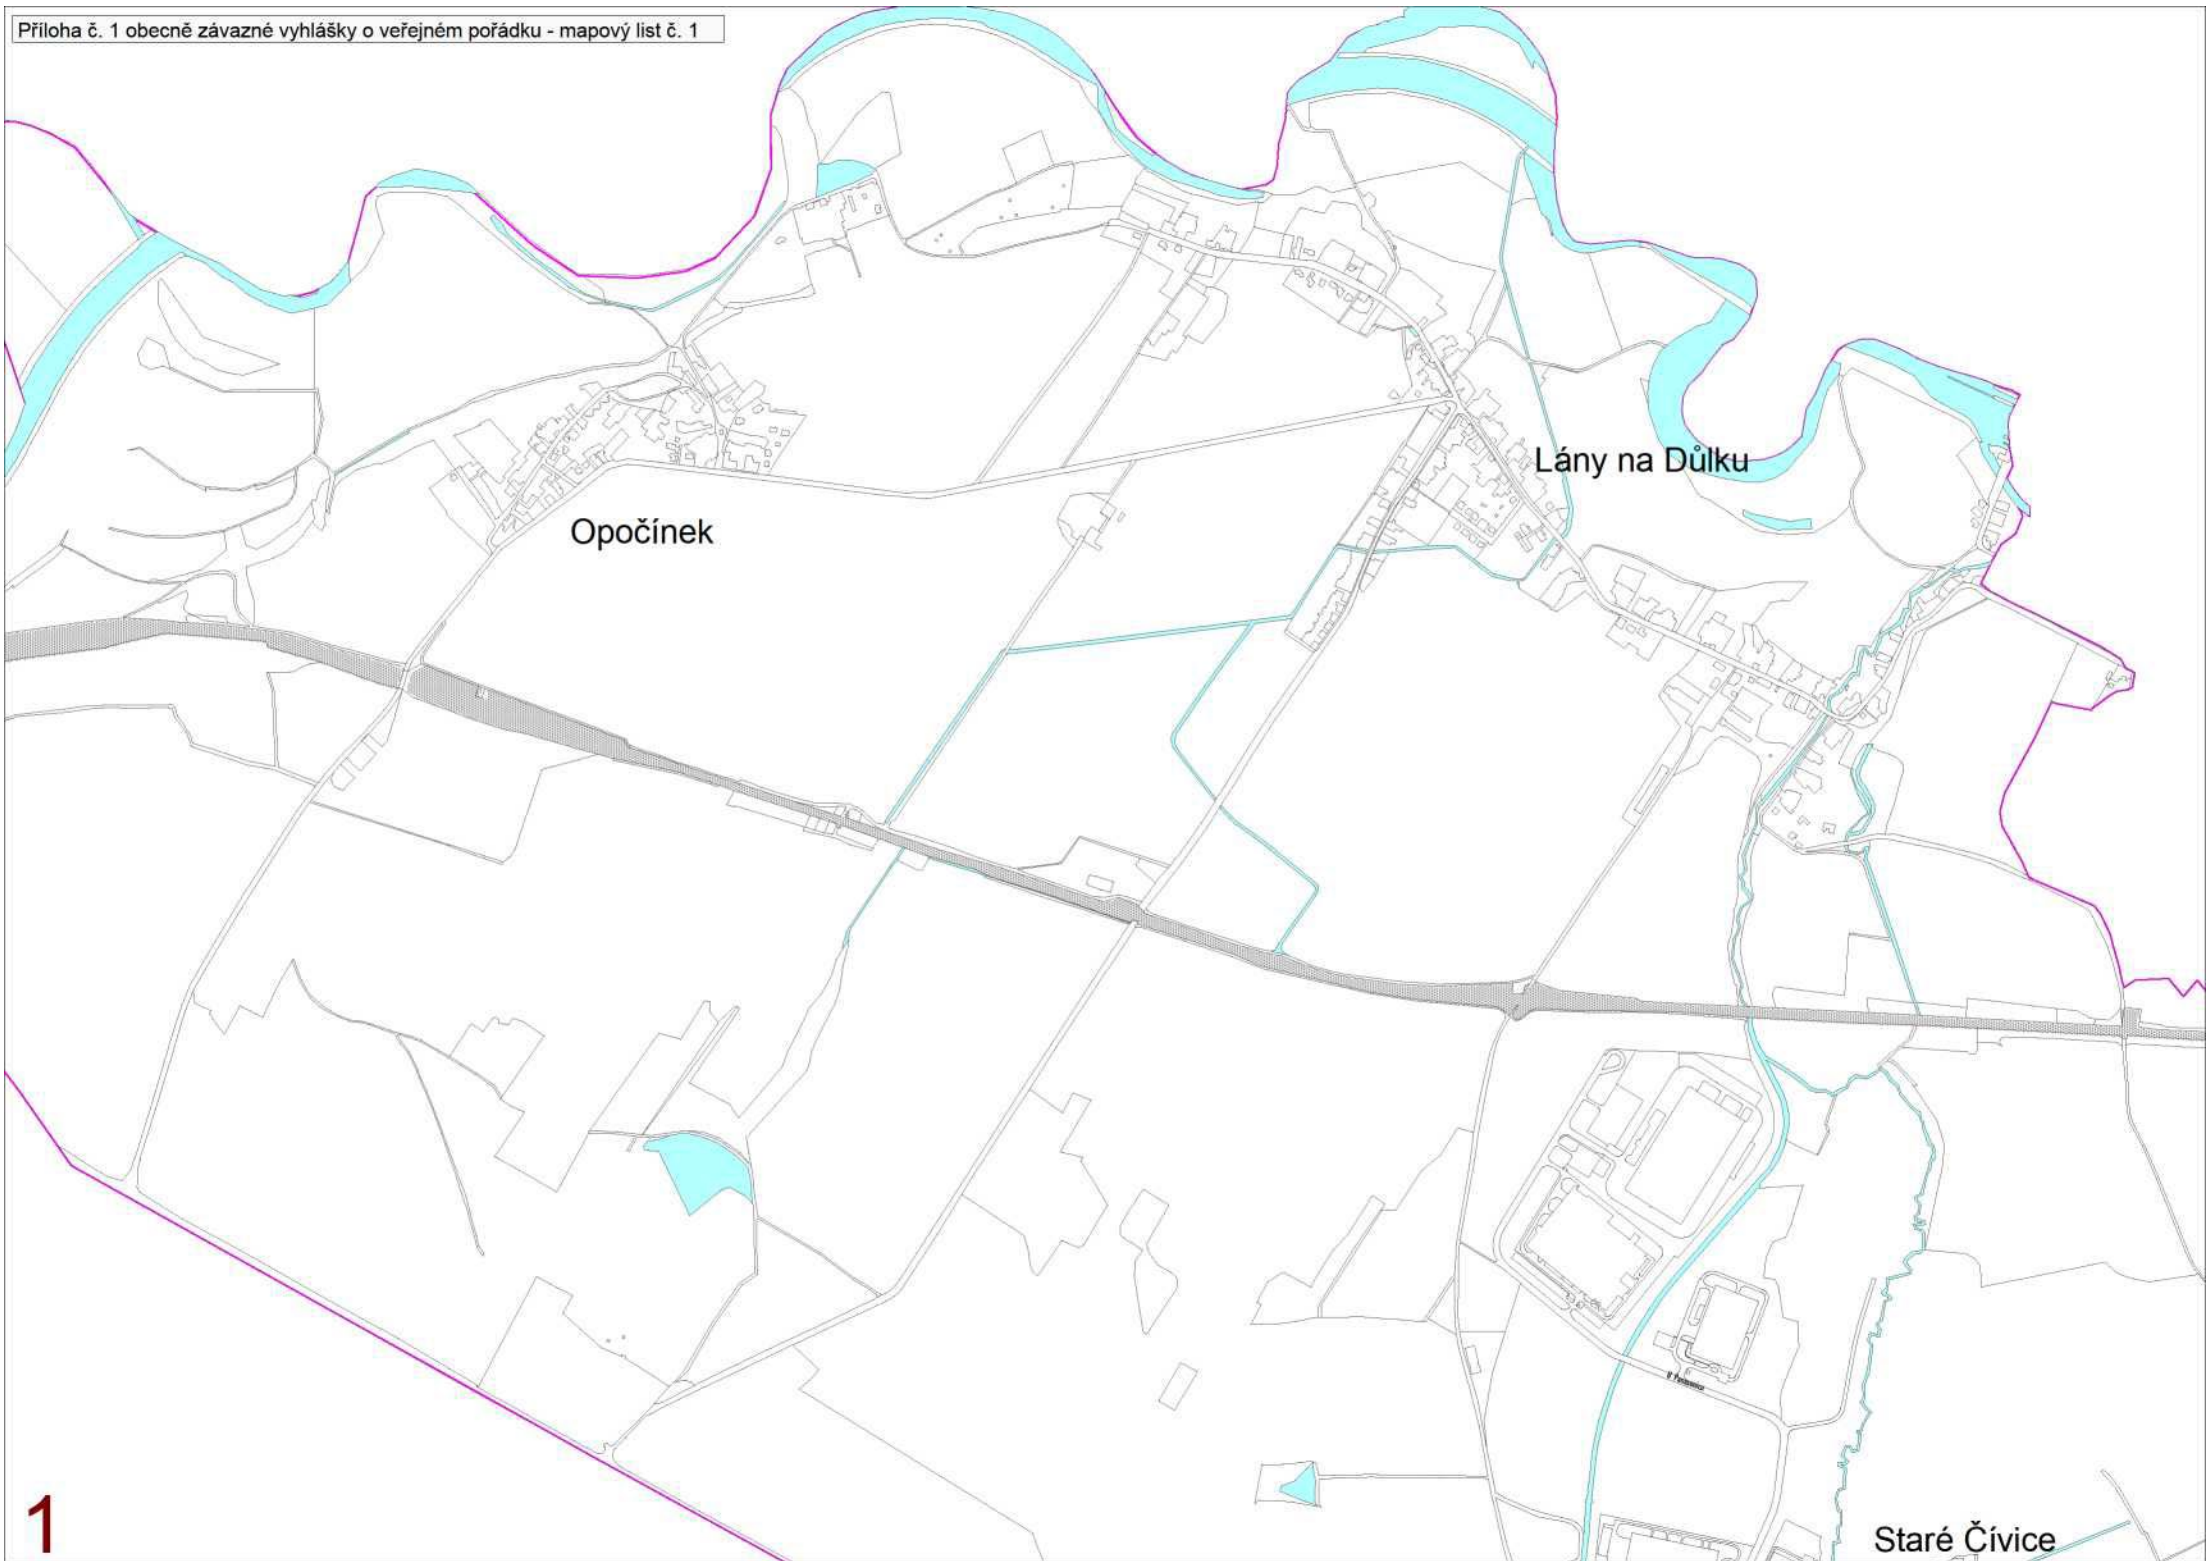 Příloha č. 1 obecně závazné vyhlášky o veřejném pořádku - mapový list č. 1
Lány na Důlku
Opočínek
1
Staré Čívice